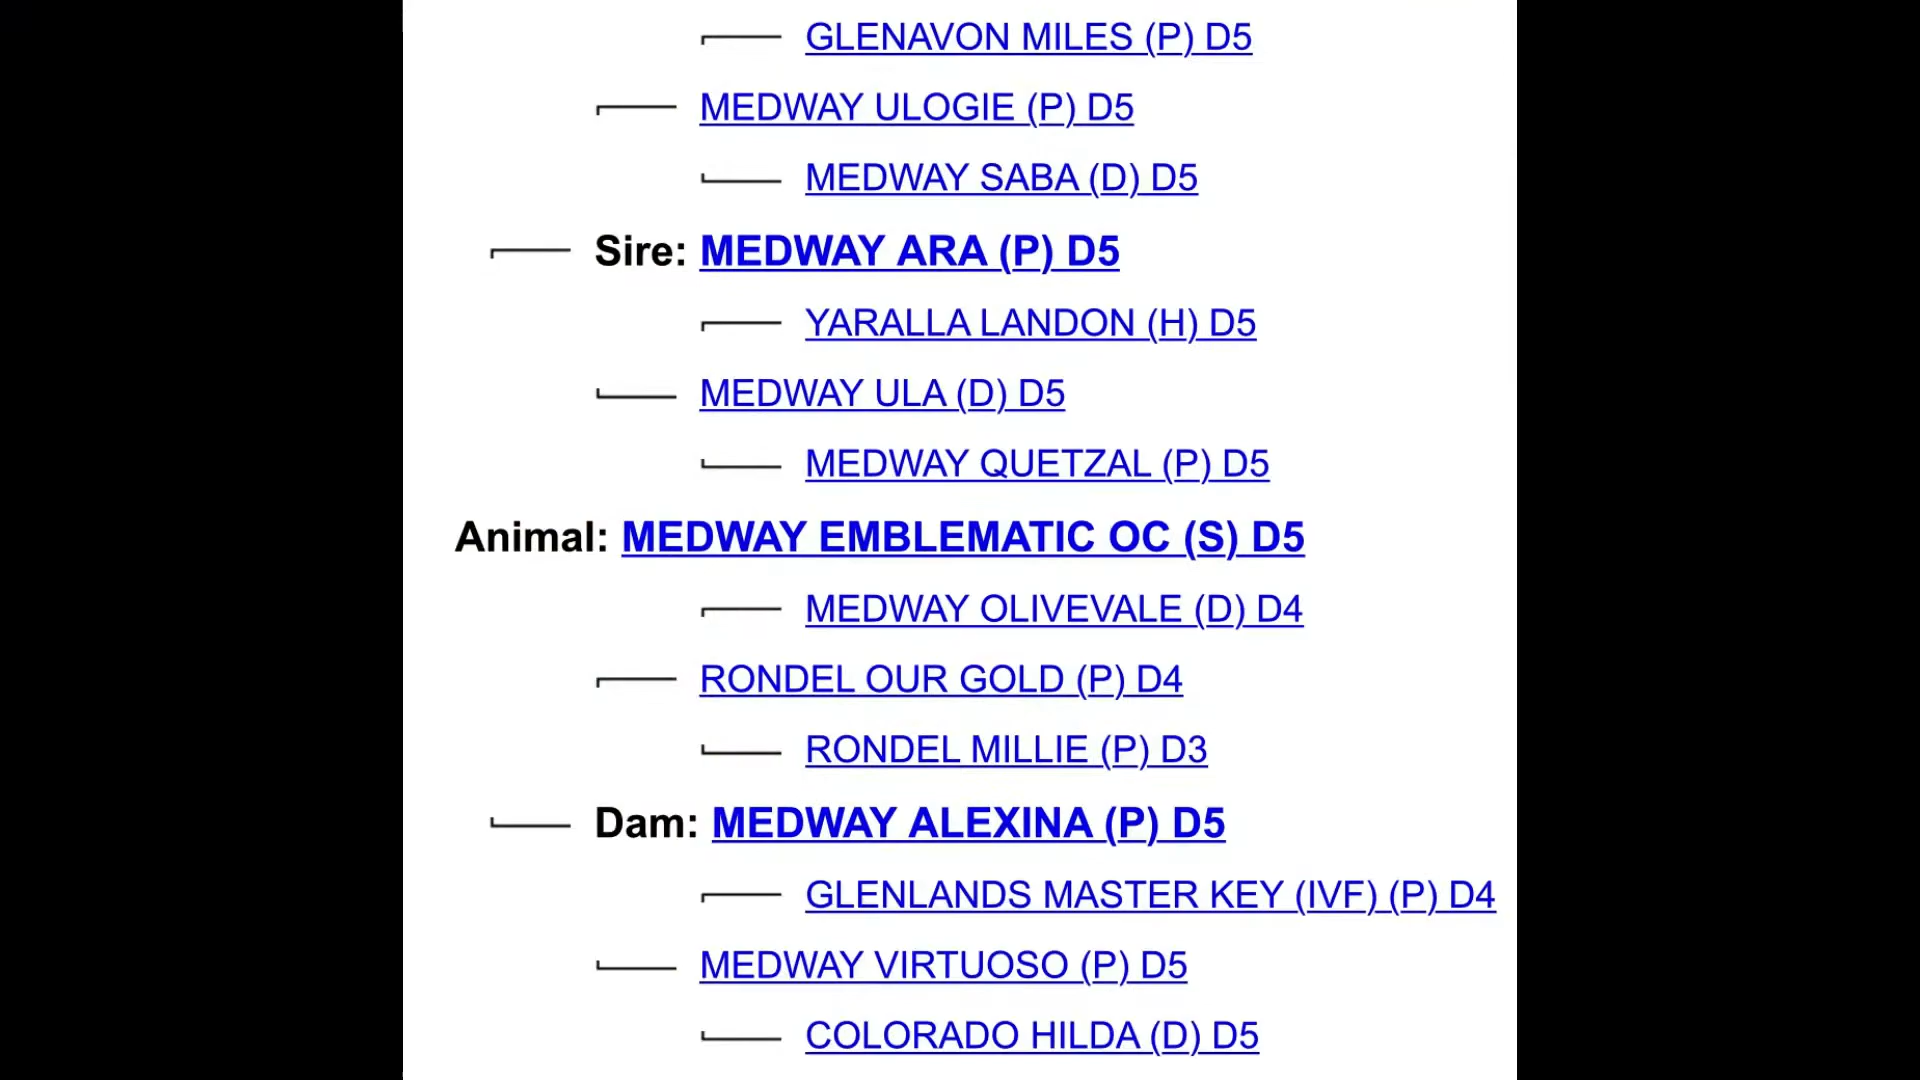 GLENAVON MILES (P) D5
MEDWAY ULOGIE (P) D5
MEDWAY SABA (D) D5
Sire: MEDWAY ARA (P) D5
YARALLA LANDON (H) D5
MEDWAY ULA (D) D5
MEDWAY QUETZAL (P) D5
Animal: MEDWAY EMBLEMATIC OC (S) D5
MEDWAY OLIVEVALE (D) D4
RONDEL OUR GOLD (P) D4
RONDEL MILLIE (P) D3
Dam: MEDWAY ALEXINA (P) D5
GLENLANDS MASTER KEY (IVF) (P) D4
MEDWAY VIRTUOSO (P) D5
COLORADO HILDA (D) D5